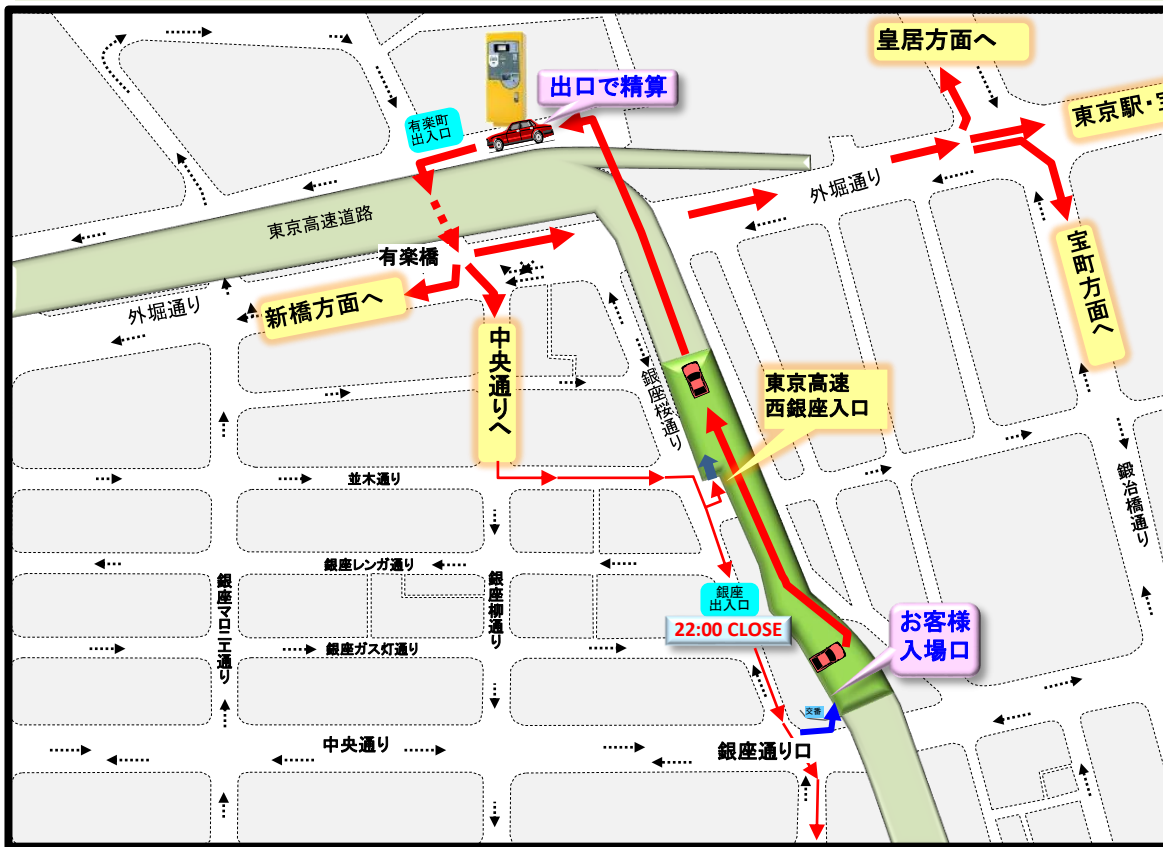 皇居方面へ
東京駅・宝
出口で精算
有楽町
出入口
外堀通り
東京高速道路
有楽橋
宝町方面へ
外堀通り
新橋方面へ
中央通りへ
銀座桜通り
東京高速
西銀座入口
並木通り
鍛冶橋通り
銀座レンガ通り
銀座マロニエ通り
銀座柳通り
銀座
出入口
22:00 CLOSE
お客様
入場口
銀座ガス灯通り
交番
中央通り
銀座通り口